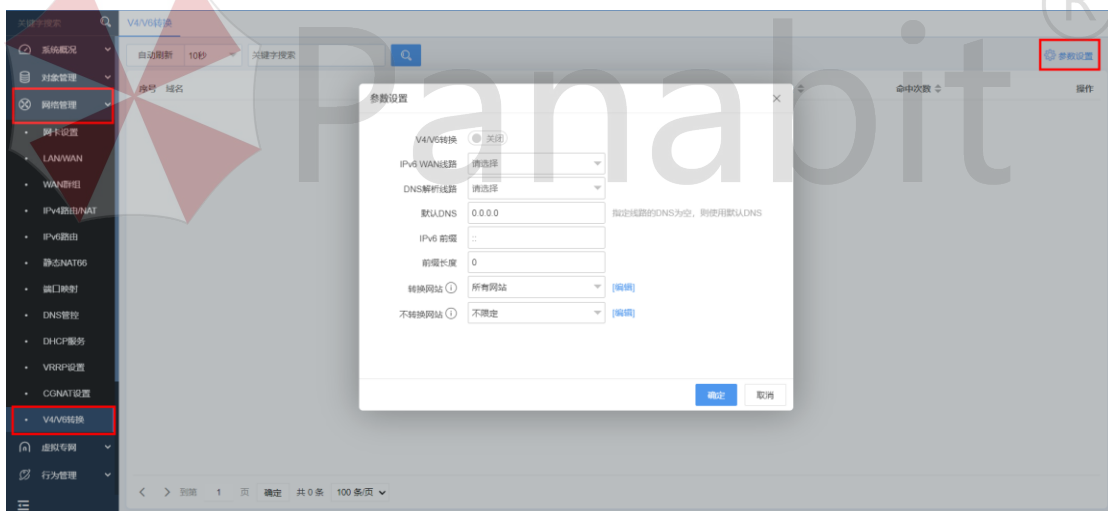 关键字搜索
V4/V6转换
系统概况
自动刷新 10秒 关键字搜索
参数设置
对象管理
序号 域名 命中次数 操作
网络管理
参数设置
网卡设置
V4/V6转换 关闭
LAN/WAN
IPv6 WAN线路 请选择
WAN群组
DNS解析线路 请选择
IPv4路由/NAT
默认DNS 0.0.0.0 指定线路的DNS为空，则使用默认DNS
IPv6路由
IPv6 前缀 ::
静态NAT66
前缀长度 0
端口映射
转换网站 所有网站 [编辑]
DNS管控
不转换网站 不限定 [编辑]
DHCP服务
VRRP设置
CGNAT设置
确定 取消
V4/V6转换
虚拟专网
行为管理
到第 1 页 确定 共 0 条 100 条/页
Panabit
®